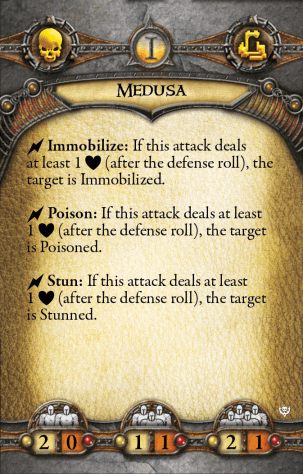 I
MEDUSA
Immobilize: If this attack deals
at least 1 (after the defense roll), the
target is Immobilized.
Poison: If this attack deals at least
1 (after the defense roll), the target
is Poisoned.
Stun: If this attack deals at least
1 (after the defense roll), the target
is Stunned.
2 0 1 1 2 1